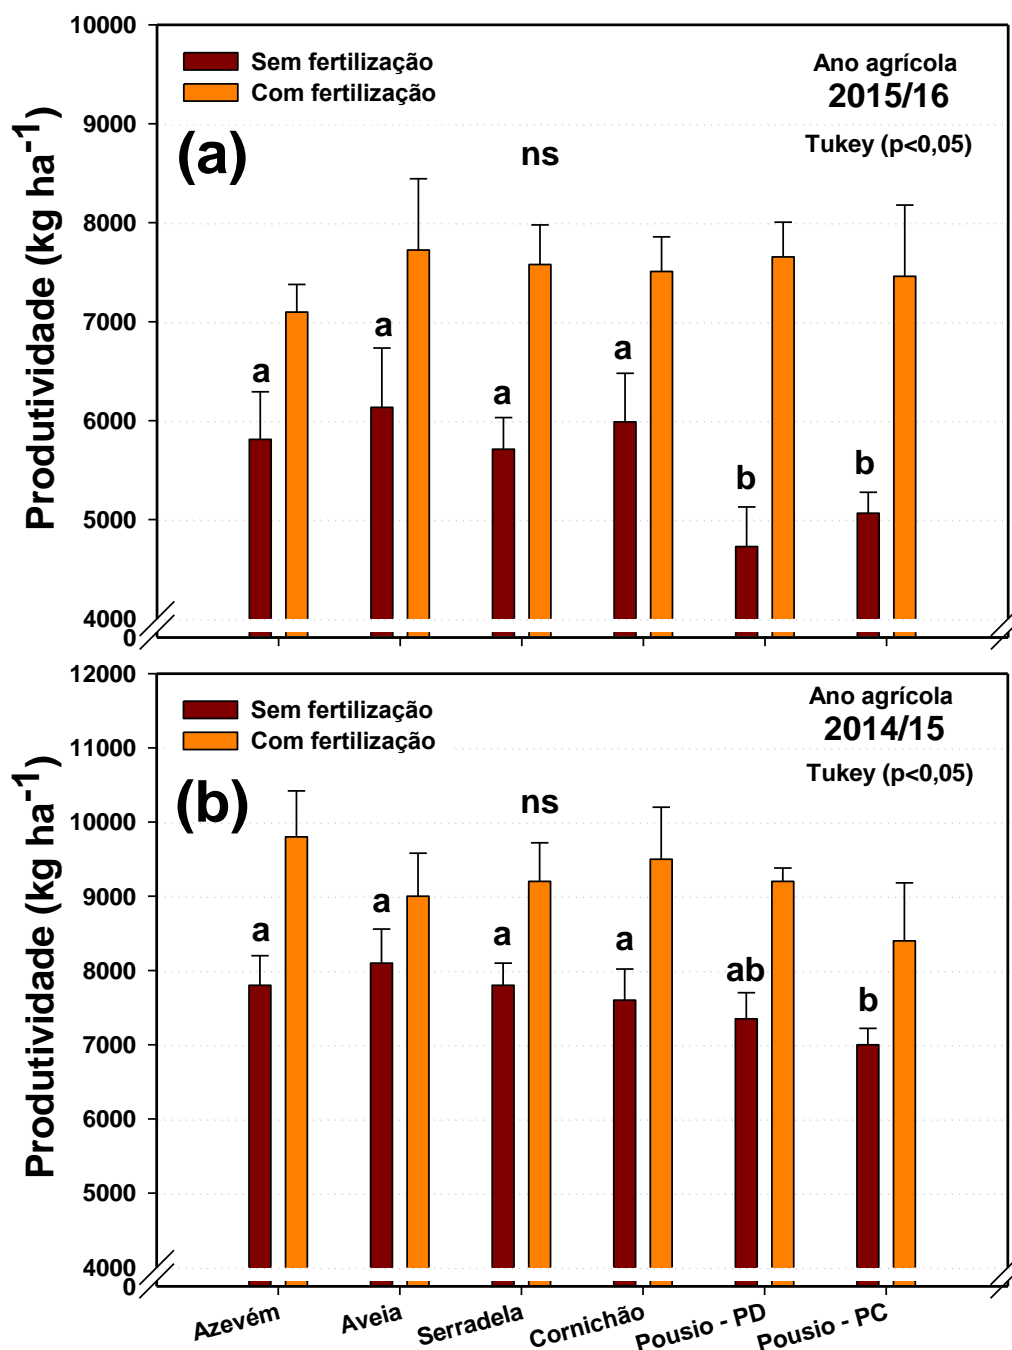 Produtividade (kg ha-1)
10000
9000
8000
7000
6000
5000
4000
0
Sem fertilização
Com fertilização
Ano agrícola
2015/16
Tukey (p<0,05)
(a)
ns
a
a
a
a
b
b
Produtividade (kg ha-1)
12000
11000
10000
9000
8000
7000
6000
5000
4000
0
Sem fertilização
Com fertilização
Ano agrícola
2014/15
Tukey (p<0,05)
(b)
ns
a
a
a
a
ab
b
Azevém
Aveia
Serradela
Cornichão
Pousio - PD
Pousio - PC